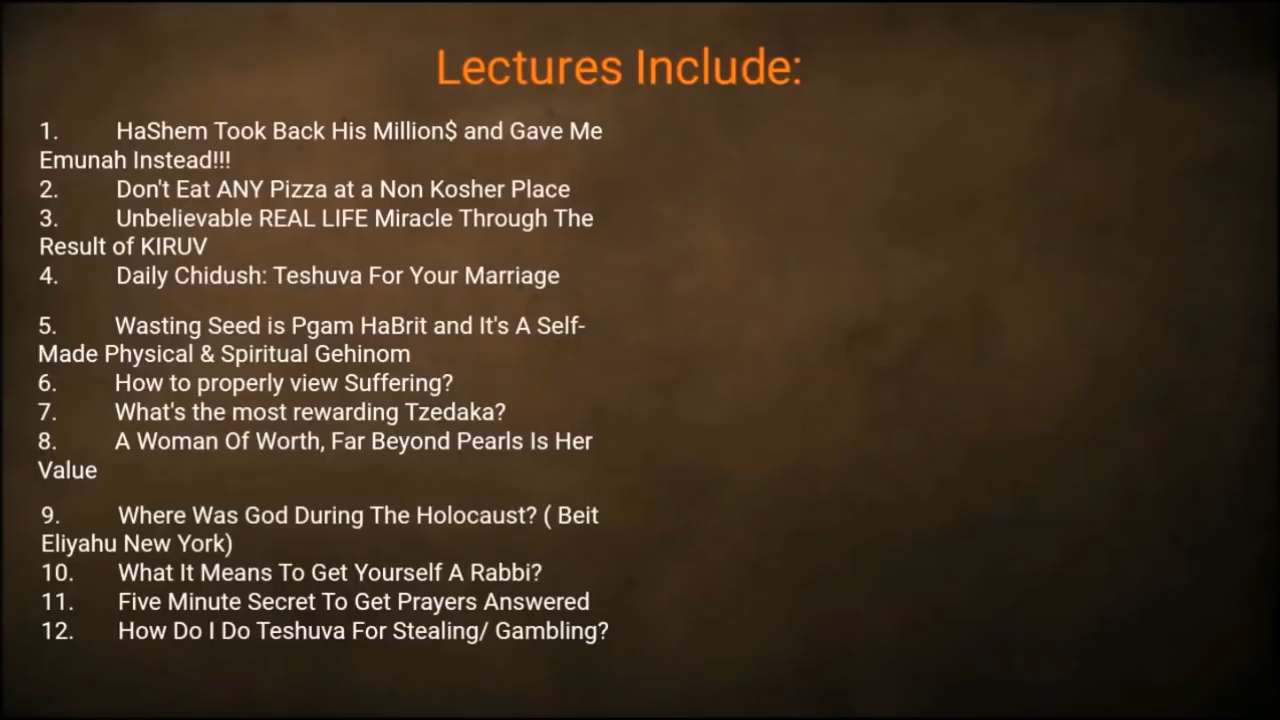 Lectures Include:
1. HaShem Took Back His Million$ and Gave Me
Emunah Instead!!!
2. Don't Eat ANY Pizza at a Non Kosher Place
3. Unbelievable REAL LIFE Miracle Through The
Result of KIRUV
4. Daily Chidush: Teshuva For Your Marriage
5. Wasting Seed is Pgam HaBrit and It's A Self-
Made Physical & Spiritual Gehinom
6. How to properly view Suffering?
7. What's the most rewarding Tzedaka?
8. A Woman Of Worth, Far Beyond Pearls Is Her
Value
9. Where Was God During The Holocaust? ( Beit
Eliyahu New York)
10. What It Means To Get Yourself A Rabbi?
11. Five Minute Secret To Get Prayers Answered
12. How Do I Do Teshuva For Stealing/ Gambling?